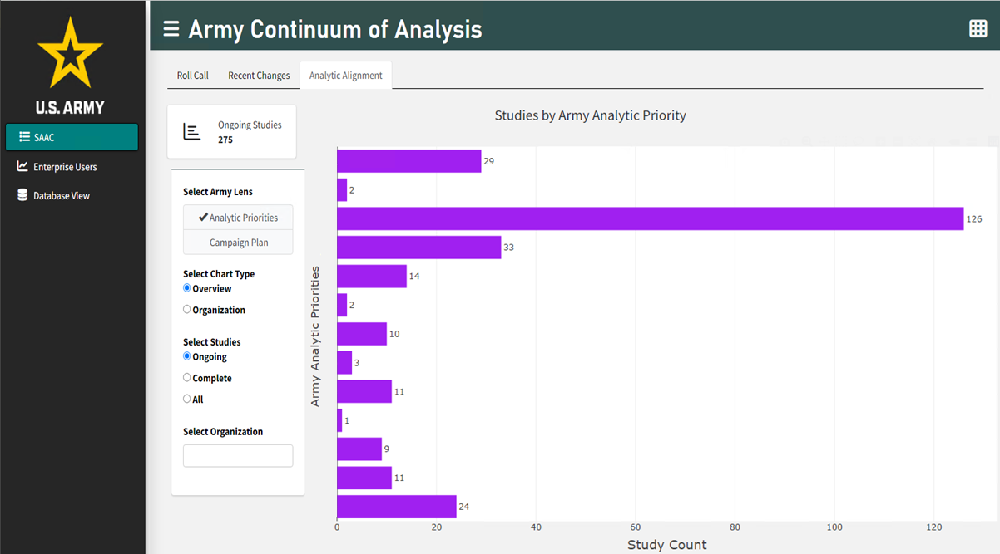 Army Continuum of Analysis
U.S. ARMY
SAAC
Enterprise Users
Database View
Roll Call
Recent Changes
Analytic Alignment
Ongoing Studies
275
Select Army Lens
Analytic Priorities
Campaign Plan
Select Chart Type
Overview
Organization
Select Studies
Ongoing
Complete
All
Select Organization
Studies by Army Analytic Priority
Army Analytic Priorities
29
2
126
33
14
2
10
3
11
1
9
11
24
0 20 40 60 80 100 120
Study Count